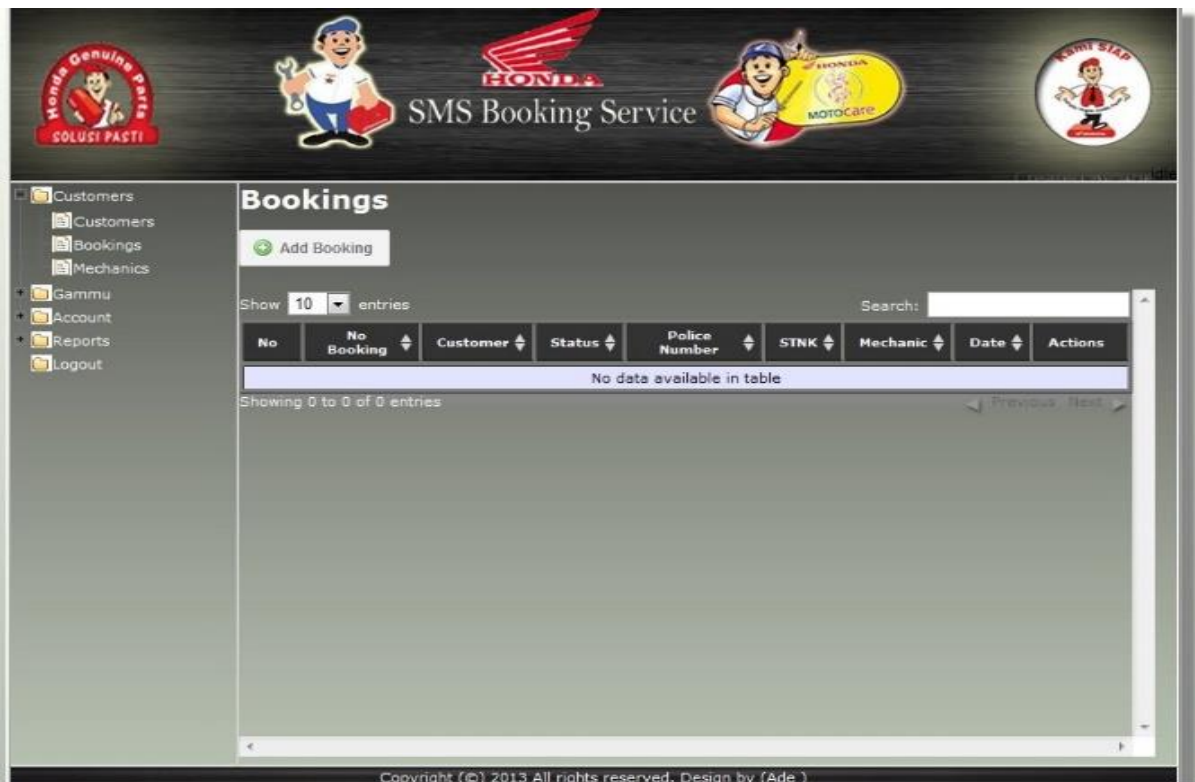 Honda Genuine Parts
SOLUSI PASTI
HONDA
SMS Booking Service
HONDA
MOTOCare
Kami SIAP
Customers
Customers
Bookings
Mechanics
Gammu
Account
Reports
Logout
Bookings
Add Booking
Show 10 entries
Search:
No No Booking Customer Status Police Number STNK Mechanic Date Actions
No data available in table
Showing 0 to 0 of 0 entries
Previous Next
Copyright (©) 2013 All rights reserved. Design by (Ade )